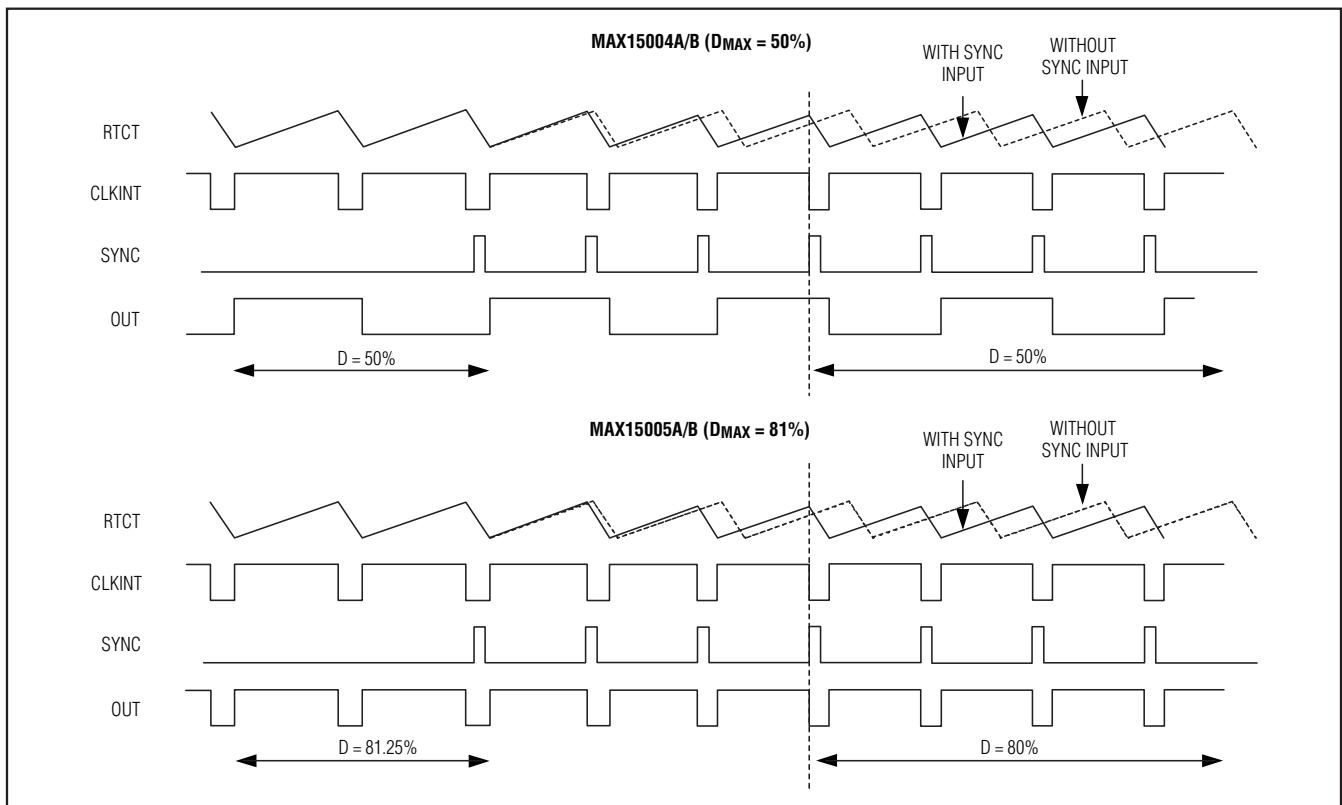 MAX15004A/B (DMAX = 50%)
WITH SYNC
INPUT
WITHOUT
SYNC INPUT
RTCT
CLKINT
SYNC
OUT
D = 50%
D = 50%
MAX15005A/B (DMAX = 81%)
WITH SYNC
INPUT
WITHOUT
SYNC INPUT
RTCT
CLKINT
SYNC
OUT
D = 81.25%
D = 80%